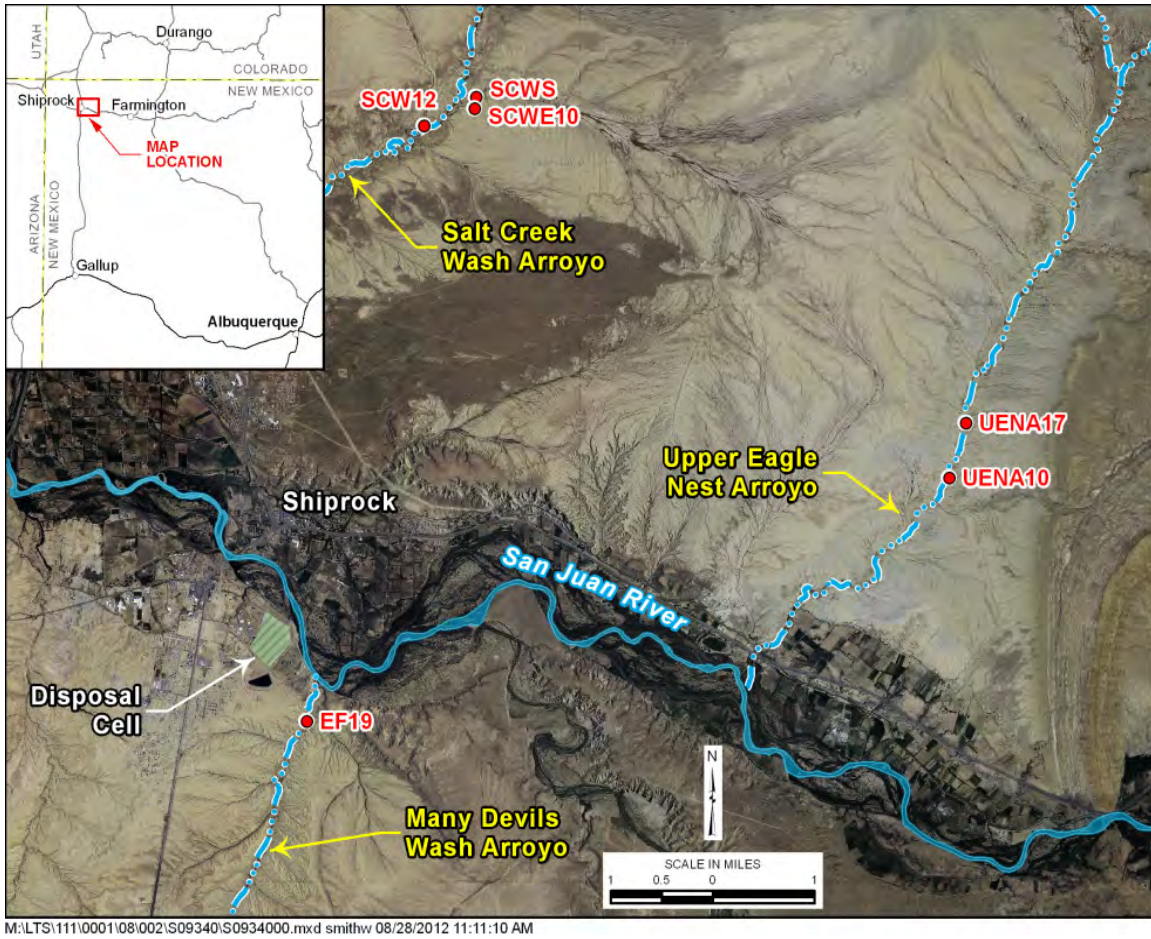 UTAH
Durango
COLORADO
NEW MEXICO
Shiprock
Farmington
MAP
LOCATION
ARIZONA
NEW MEXICO
Gallup
Albuquerque
SCW12
SCWS
SCWE10
Salt Creek
Wash Arroyo
UENA17
UENA10
Upper Eagle
Nest Arroyo
Shiprock
San Juan River
Disposal
Cell
EF19
Many Devils
Wash Arroyo
N
SCALE IN MILES
1 0.5 0 1
M:\LTS\111\0001\08\002\S09340\S0934000.mxd smithw 08/28/2012 11:11:10 AM